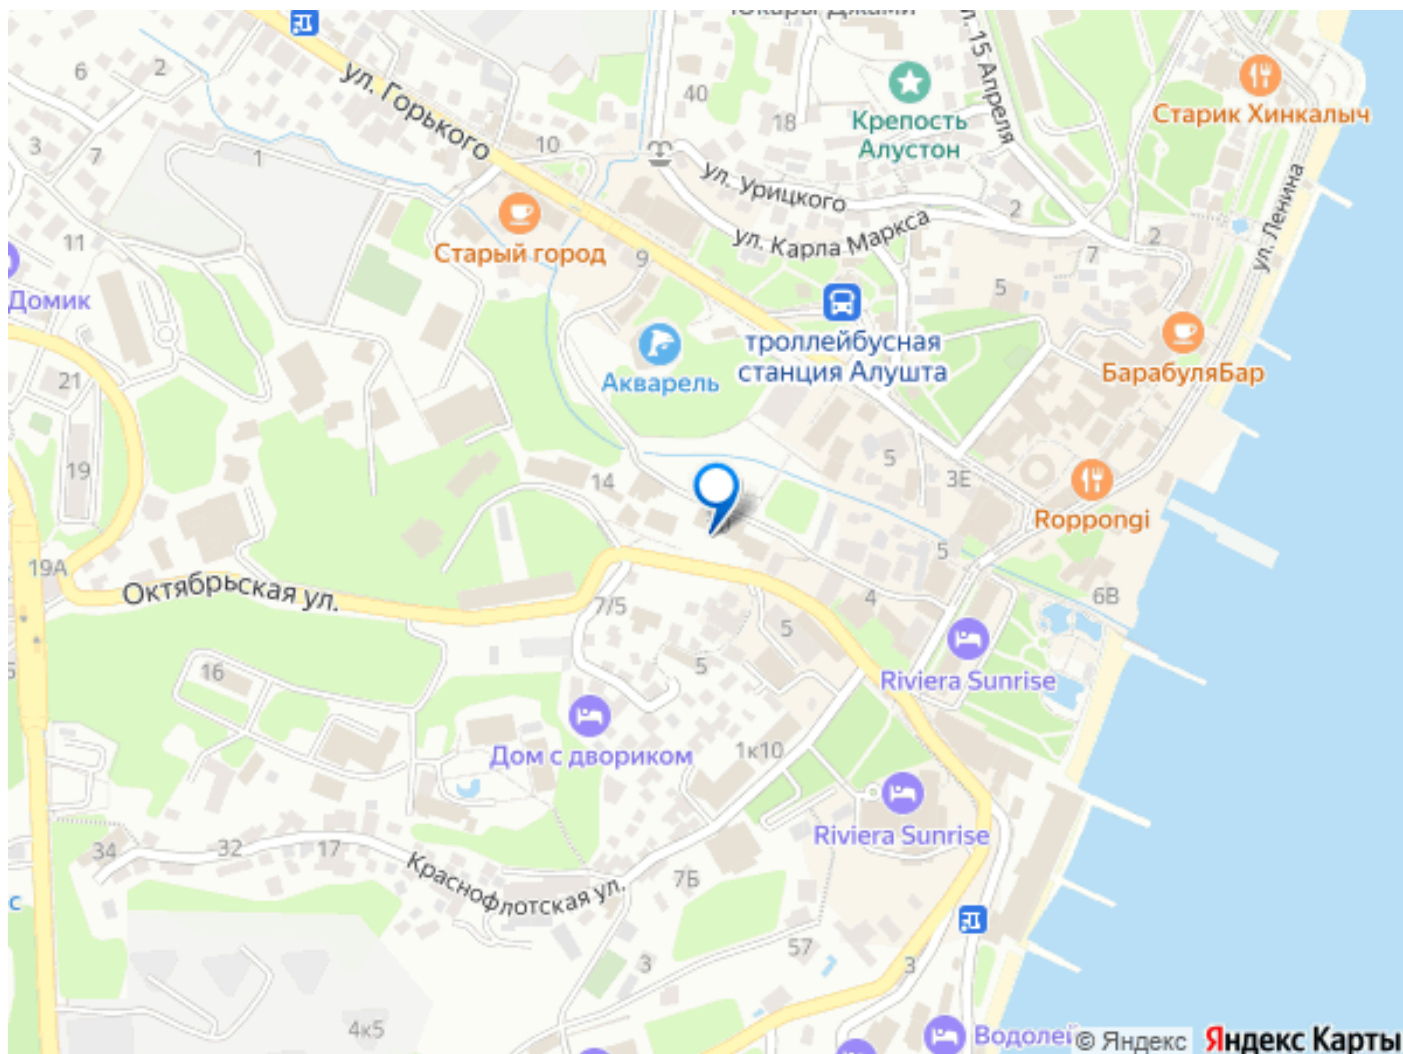 ул. Горького
ул. 15 Апреля
Крепость
Алустон
Старик Хинкалыч
ул. Урицкого
ул. Карла Маркса
ул. Ленина
Старый город
Домик
Акварель
троллейбусная
станция Алушта
БарабуляБар
Roppongi
Октябрьская ул.
Riviera Sunrise
Дом с двориком
Riviera Sunrise
Краснофлотская ул.
Водолей
© Яндекс
Яндекс Карты
6
2
3
7
1
10
40
18
2
2
7
5
11
9
21
19
14
5
3Е
5
19А
7/5
4
6В
5
5
16
1к10
34
32
17
7Б
57
3
3
4к5